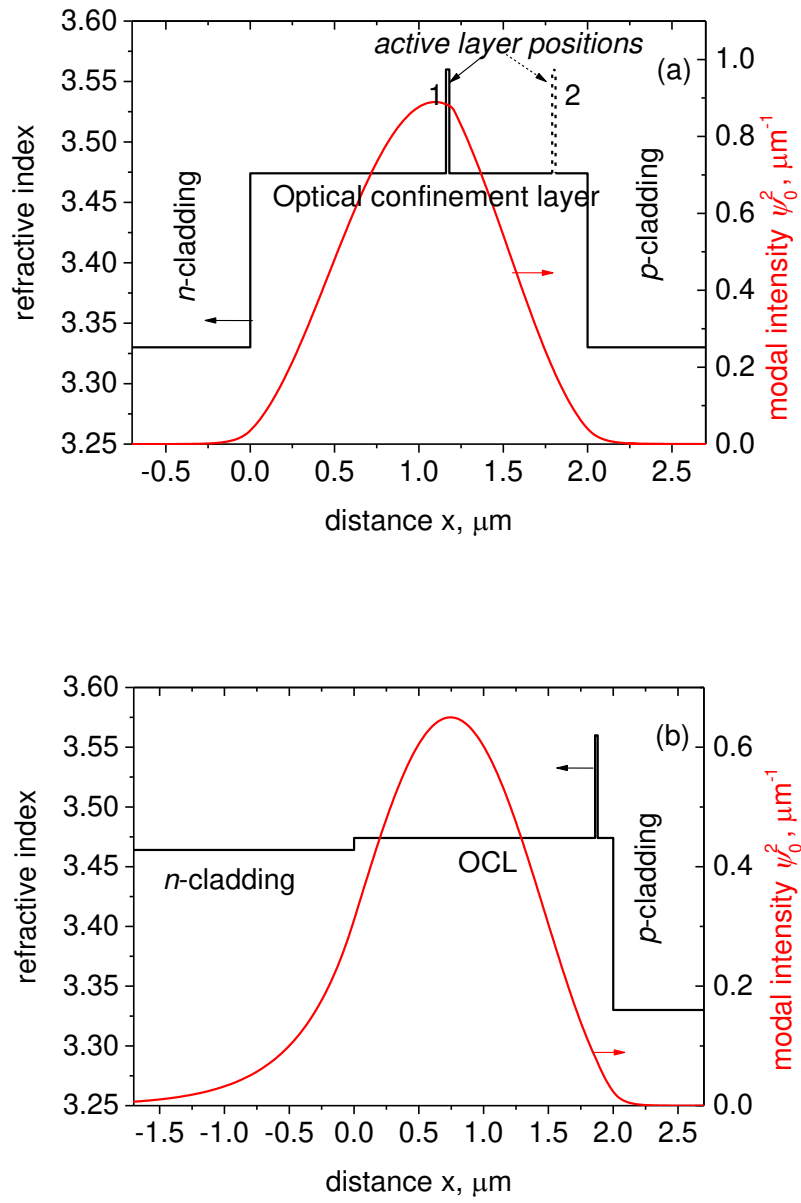 active layer positions
(a)
1
2
n-cladding
Optical confinement layer
p-cladding
refractive index
3.60
3.55
3.50
3.45
3.40
3.35
3.30
3.25
1.0
0.8
0.6
0.4
0.2
0.0
modal intensity ψ₀², μm⁻¹
-0.5 0.0 0.5 1.0 1.5 2.0 2.5
distance x, μm
(b)
n-cladding
OCL
p-cladding
refractive index
3.60
3.55
3.50
3.45
3.40
3.35
3.30
3.25
0.6
0.4
0.2
0.0
modal intensity ψ₀², μm⁻¹
-1.5 -1.0 -0.5 0.0 0.5 1.0 1.5 2.0 2.5
distance x, μm